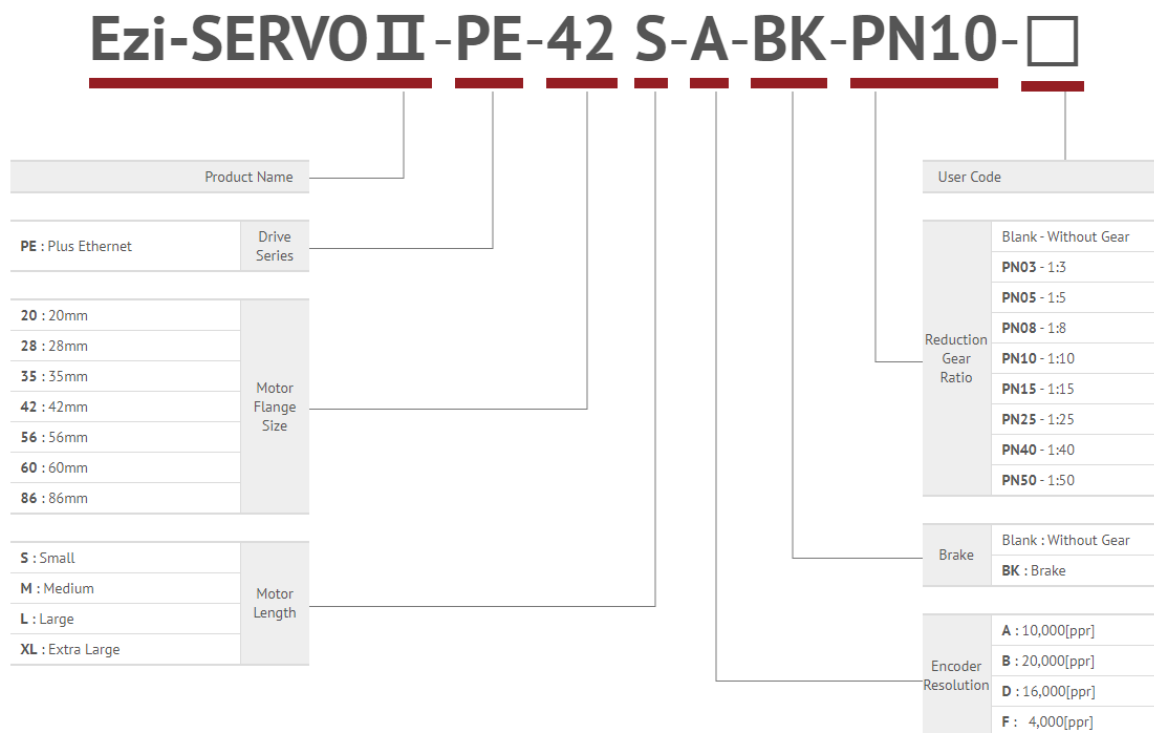 Ezi-SERVOⅡ-PE-42 S-A-BK-PN10-□
Product Name
PE : Plus Ethernet
Drive
Series
20 : 20mm
28 : 28mm
35 : 35mm
42 : 42mm
56 : 56mm
60 : 60mm
86 : 86mm
Motor
Flange
Size
S : Small
M : Medium
L : Large
XL : Extra Large
Motor
Length
User Code
Reduction
Gear
Ratio
Blank - Without Gear
PN03 - 1:3
PN05 - 1:5
PN08 - 1:8
PN10 - 1:10
PN15 - 1:15
PN25 - 1:25
PN40 - 1:40
PN50 - 1:50
Brake
Blank : Without Gear
BK : Brake
Encoder
Resolution
A : 10,000[ppr]
B : 20,000[ppr]
D : 16,000[ppr]
F : 4,000[ppr]